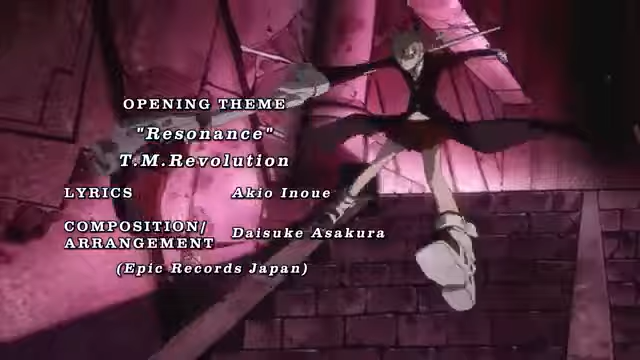 OPENING THEME
"Resonance"
T.M.Revolution
LYRICS Akio Inoue
COMPOSITION/
ARRANGEMENT Daisuke Asakura
(Epic Records Japan)